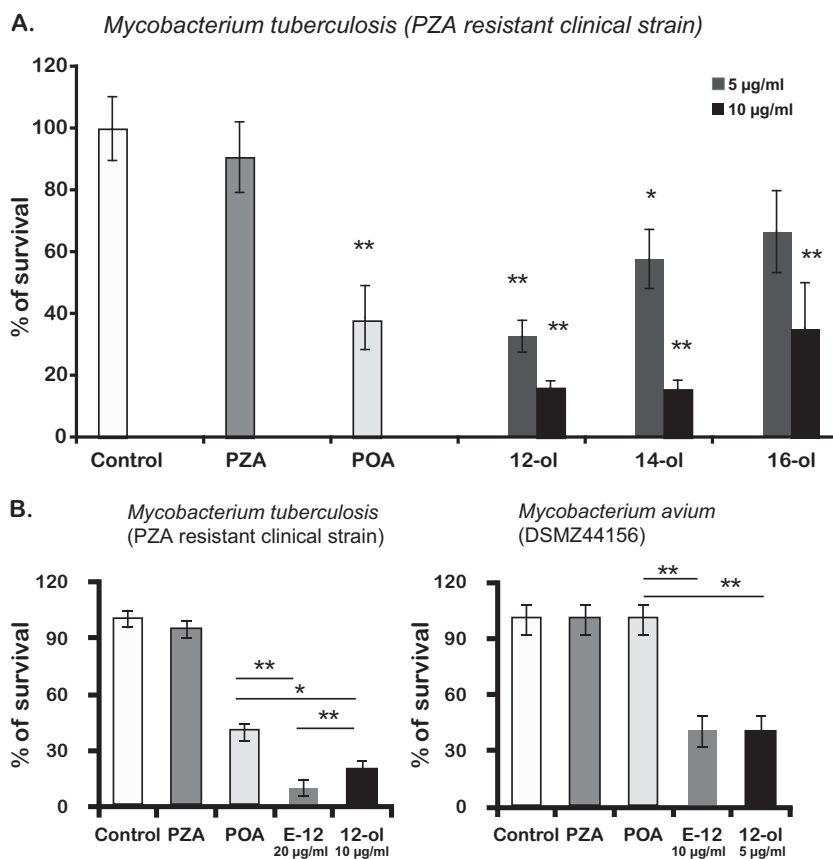 A.
Mycobacterium tuberculosis (PZA resistant clinical strain)
120
100
80
60
40
20
0
% of survival
5 µg/ml
10 µg/ml
**
**
**
*
**
**
Control PZA POA 12-ol 14-ol 16-ol
B.
Mycobacterium tuberculosis
(PZA resistant clinical strain)
120
90
60
30
0
% of survival
**
*
**
Control PZA POA E-12 12-ol
20 µg/ml 10 µg/ml
Mycobacterium avium
(DSMZ44156)
120
90
60
30
0
% of survival
**
**
Control PZA POA E-12 12-ol
10 µg/ml 5 µg/ml